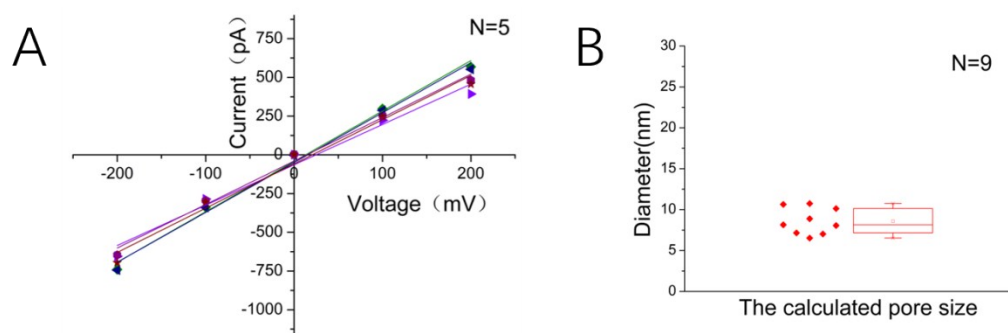 A
N=5
Current（pA）
750
500
250
0
-250
-500
-750
-1000
-200
-100
0
100
200
Voltage（mV）
B
N=9
Diameter(nm)
30
25
20
15
10
5
0
The calculated pore size